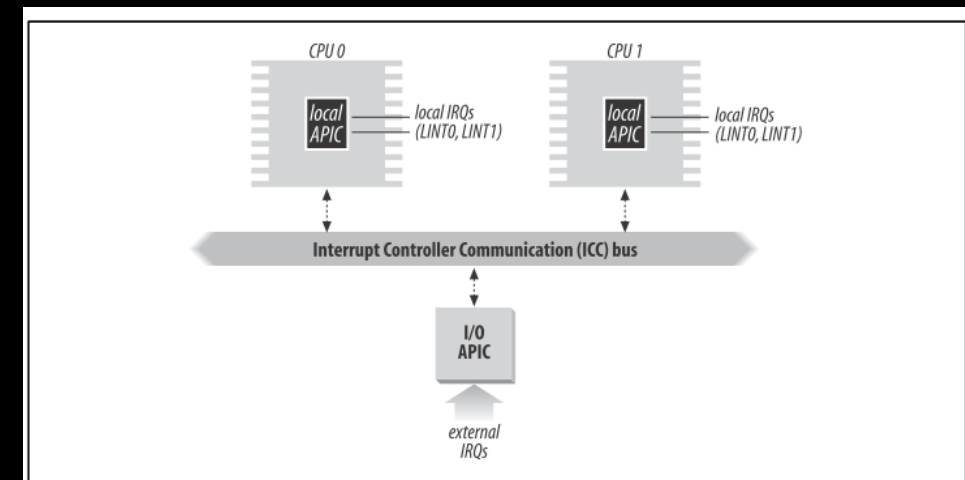 CPU 0
CPU 1
local
APIC
local IRQs
(LINT0, LINT1)
local
APIC
local IRQs
(LINT0, LINT1)
Interrupt Controller Communication (ICC) bus
I/O
APIC
external
IRQs